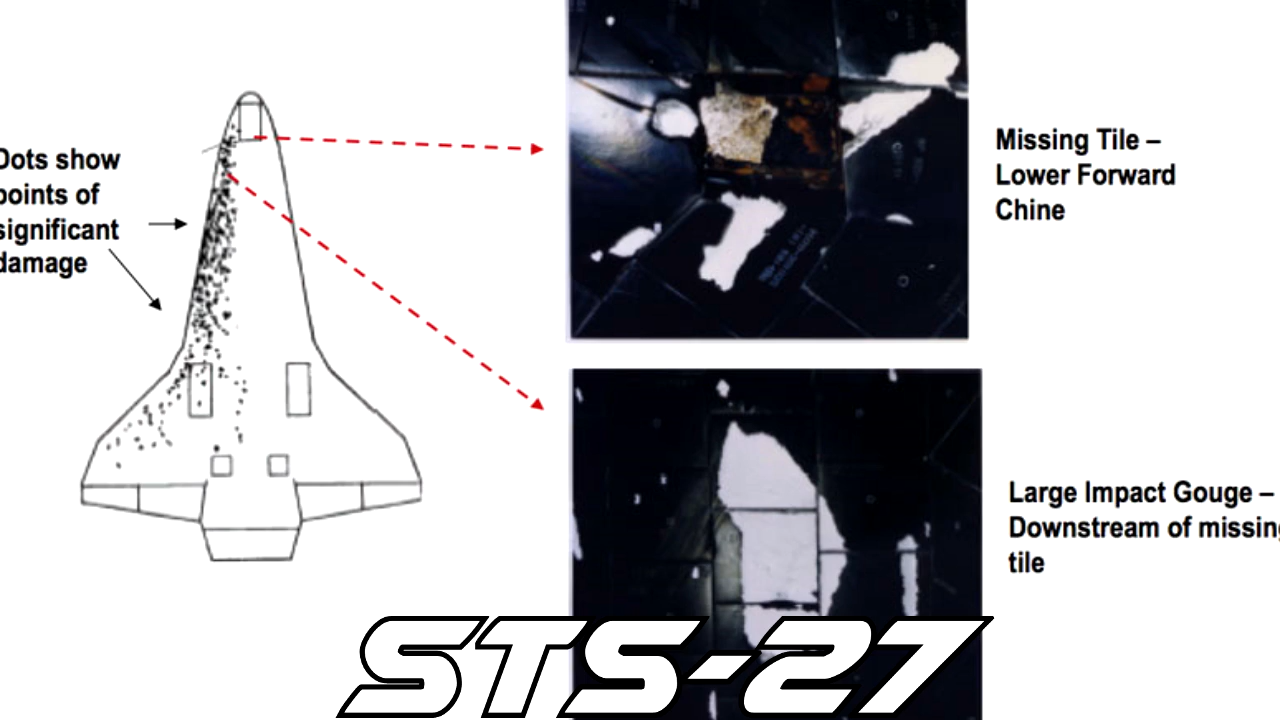 Dots show
points of
significant
damage
Missing Tile –
Lower Forward
Chine
Large Impact Gouge –
Downstream of missing
tile
STS-27